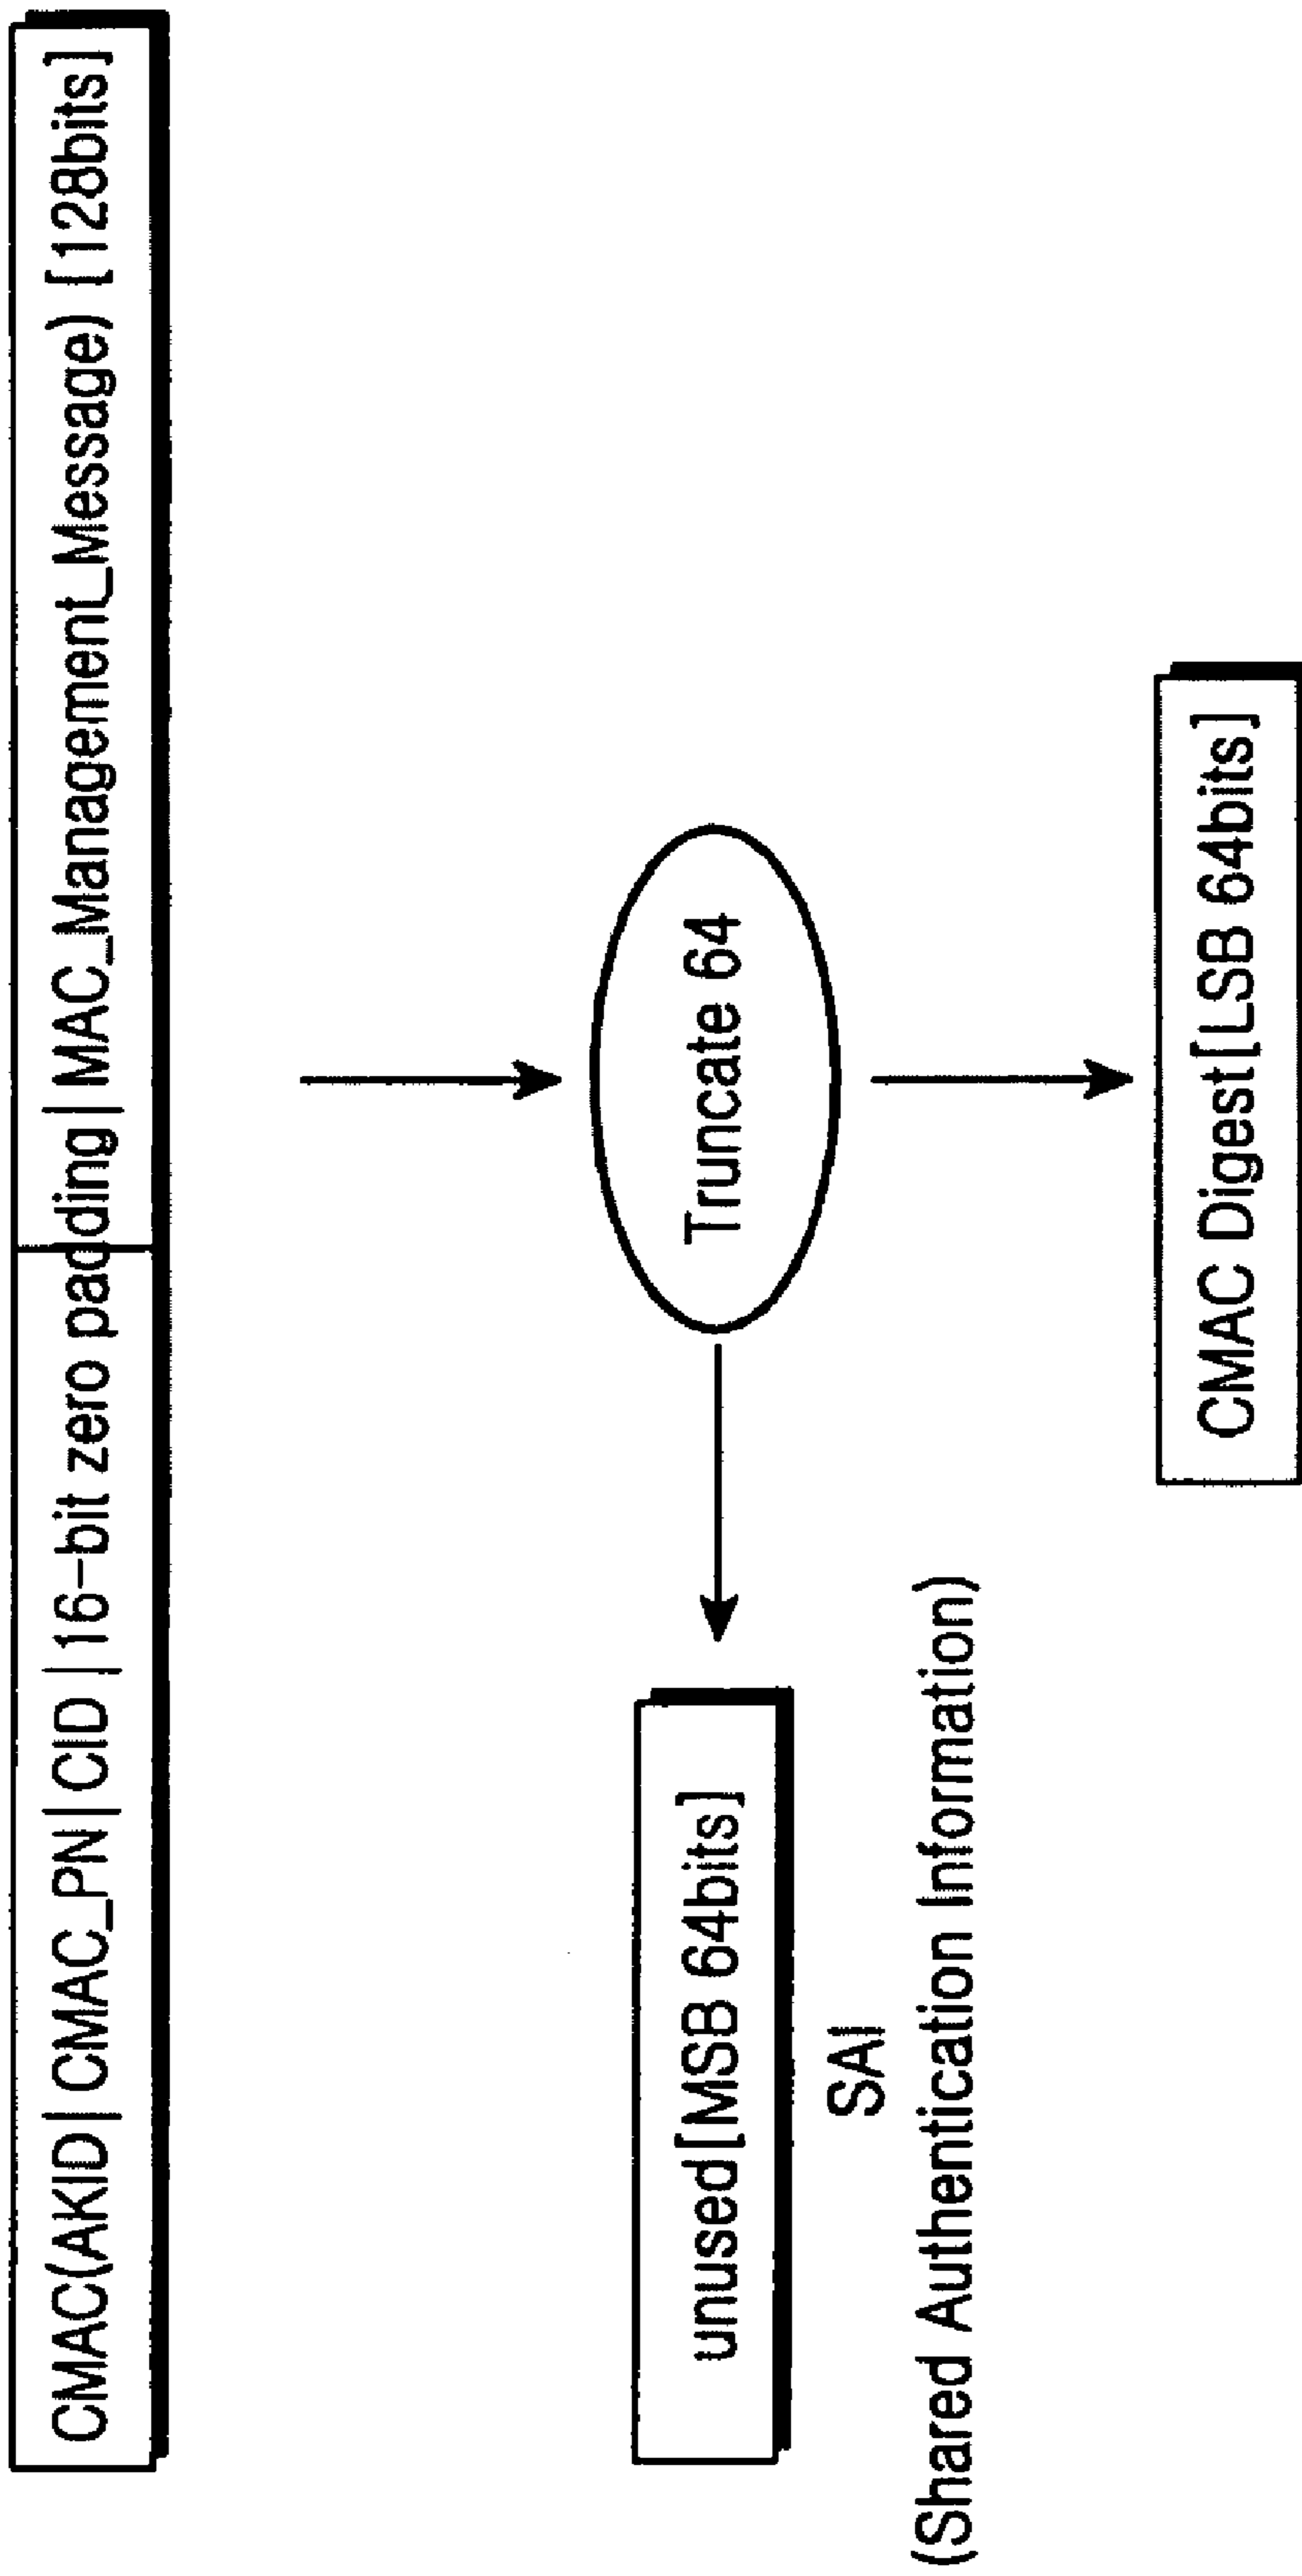 CMAC(AKID|CMAC_PN|CID|16-bit zero padding|MAC_Management_Message) [128bits]
Truncate 64
unused[MSB 64bits]
SAI
(Shared Authentication Information)
CMAC Digest[LSB 64bits]